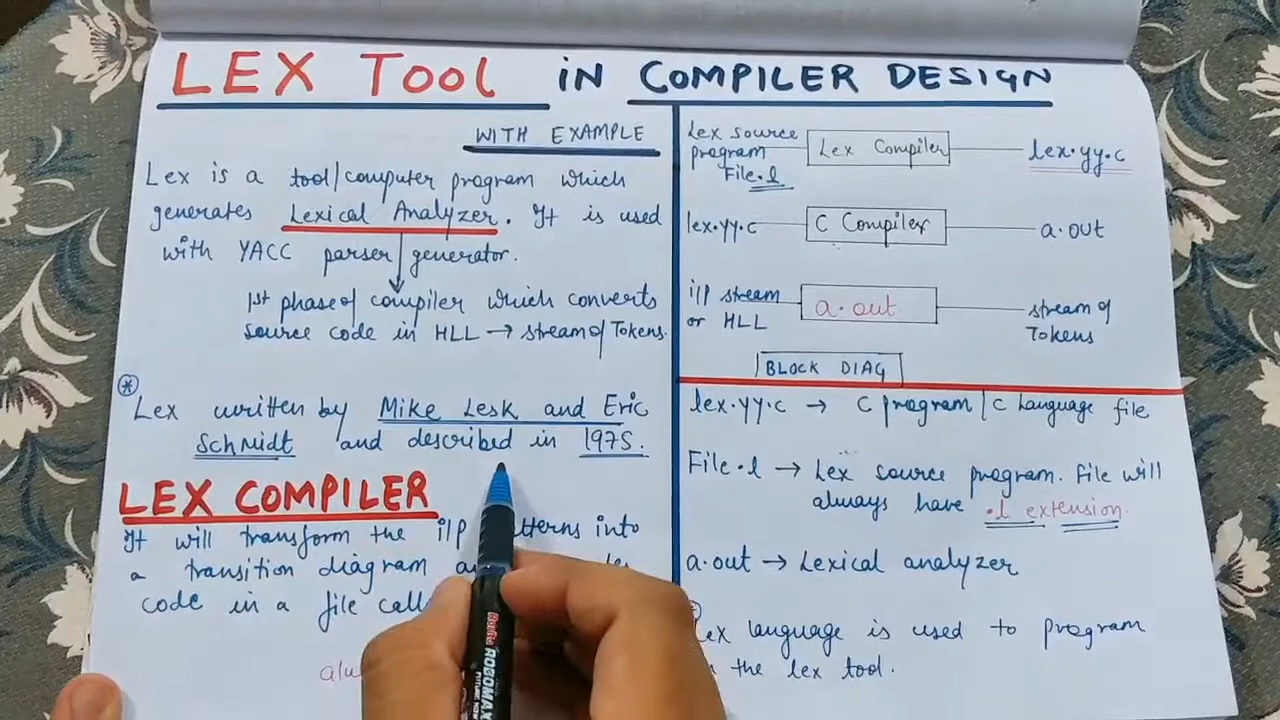 LEX TOOL IN COMPILER DESIGN
WITH EXAMPLE
Lex is a tool/computer program which
generates Lexical Analyzer. It is used
with YACC parser generator.
1st phase of compiler which converts
source code in HLL → stream of Tokens.
* Lex written by Mike Lesk and Eric
Schmidt and described in 1975.
LEX COMPILER
It will transform the i/p into
a transition diagram
code in a file
Lex source
program
File.l
Lex Compiler
lex.yy.c
lex.yy.c
C Compiler
a.out
i/p stream
or HLL
a.out
stream of
Tokens
BLOCK DIAG
lex.yy.c → C program | C language file
File.l → Lex source program. File will
always have .l extension.
a.out → Lexical analyzer
Lex language is used to program
the lex tool.
ROBOMAX